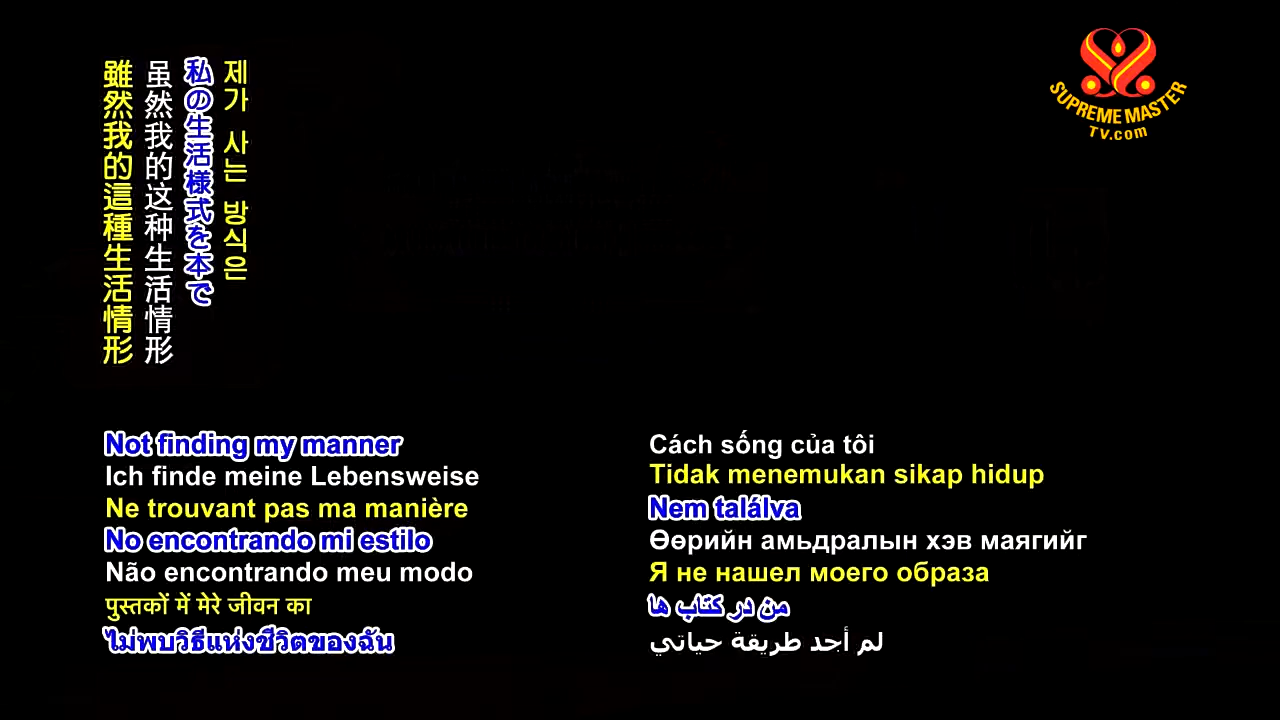 雖然我的這種生活情形
虽然我的这种生活情形
私の生活様式を本で
제가 사는 방식은
SUPREME MASTER
TV.com
Not finding my manner
Ich finde meine Lebensweise
Ne trouvant pas ma manière
No encontrando mi estilo
Não encontrando meu modo
पुस्तकों में मेरे जीवन का
ไม่พบวิธีแห่งชีวิตของฉัน
Cách sống của tôi
Tidak menemukan sikap hidup
Nem találva
Өөрийн амьдралын хэв маягийг
Я не нашел моего образа
من در کتاب ها
لم أجد طريقة حياتي